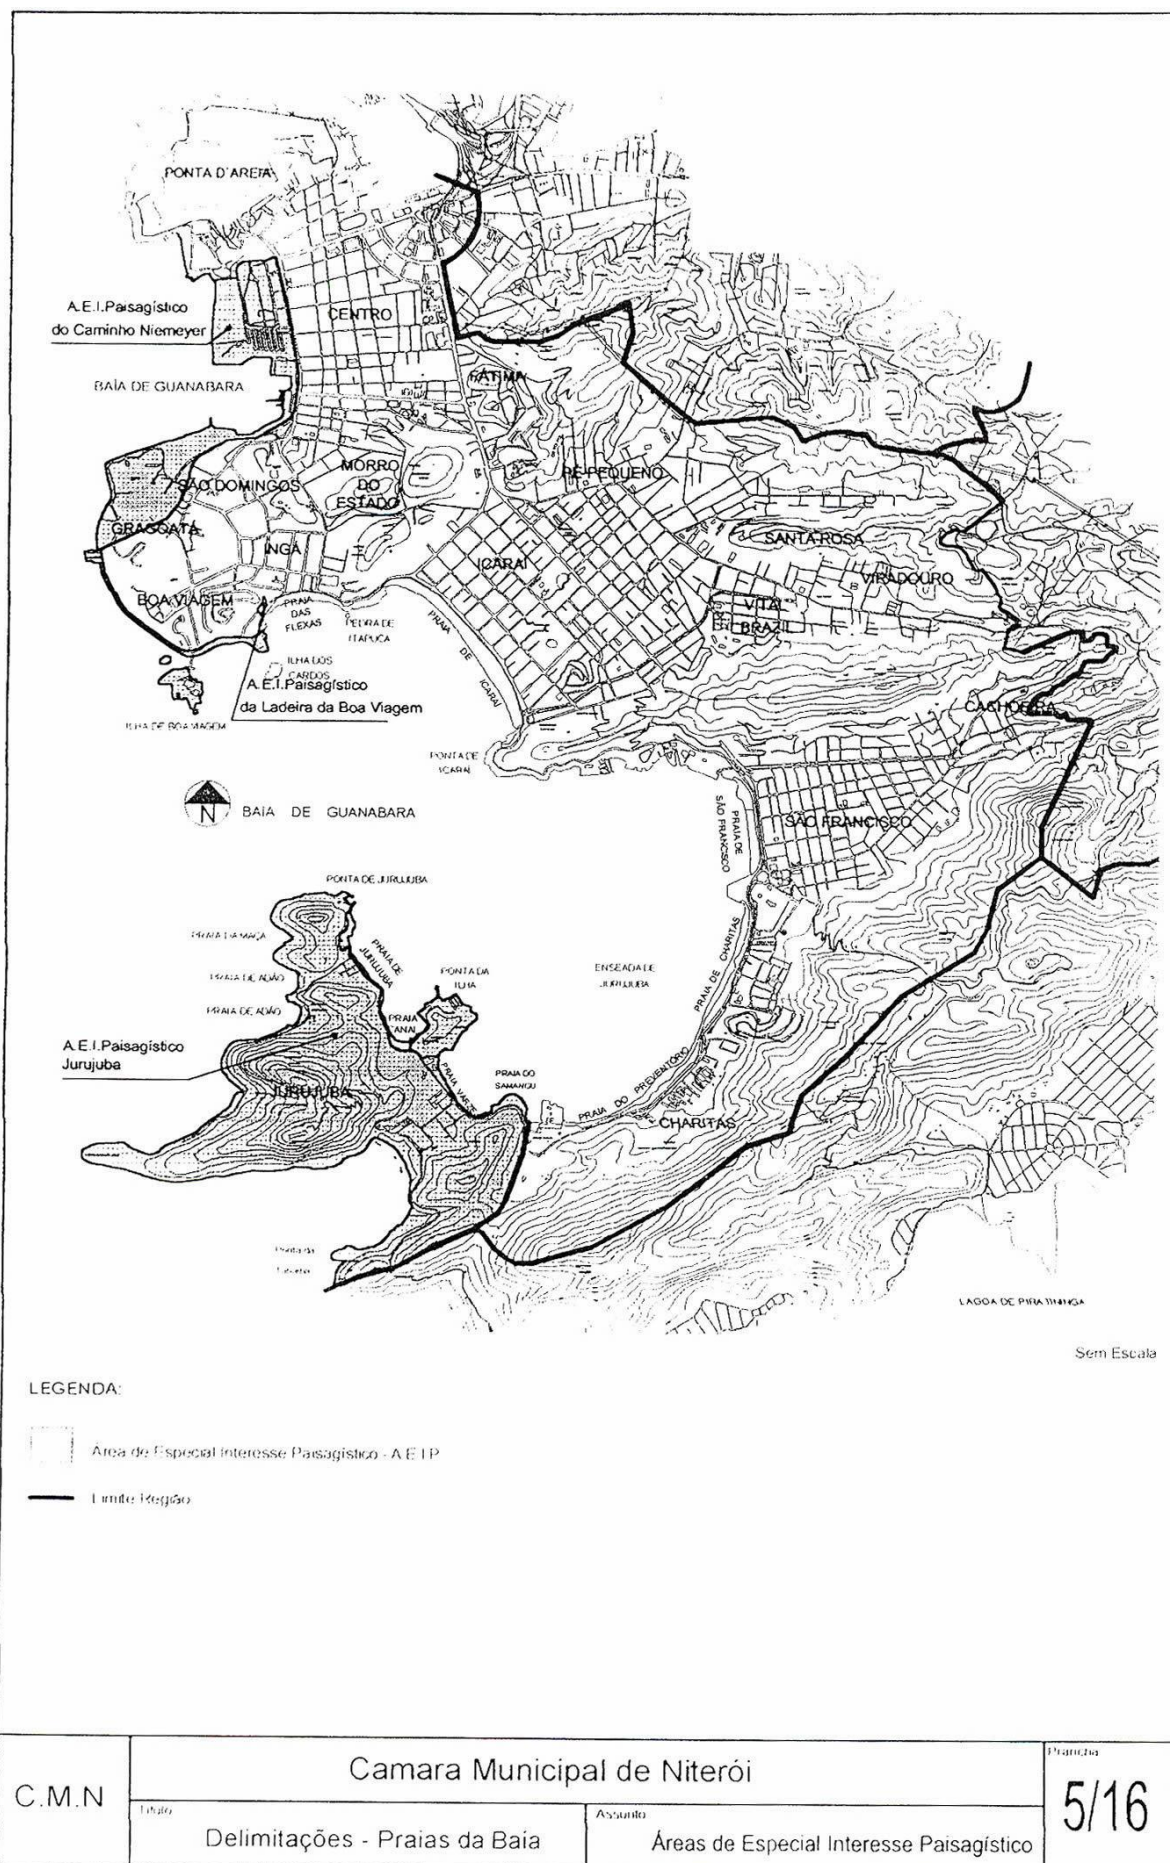 PONTA D'AREIA
A.E.I.Paisagístico
do Caminho Niemeyer
CENTRO
BAÍA DE GUANABARA
FÁTIMA
MORRO
DO
ESTADO
PÉ PEQUENO
SÃO DOMINGOS
GRAGOATÁ
INGÁ
ICARAÍ
SANTA ROSA
VIRADOURO
BOA VIAGEM
PRAIA
DAS
FLEXAS
PEDRA DE
ITAPUCA
PRAIA DE ICARAÍ
VITAL
BRAZIL
ILHA DOS
CARDOS
A.E.I.Paisagístico
da Ladeira da Boa Viagem
ILHA DE BOA VIAGEM
CACHOEIRA
PONTA DE
ICARAÍ
N
BAÍA DE GUANABARA
PRAIA DE
SÃO FRANCISCO
SÃO FRANCISCO
PONTA DE JURUJUBA
PRAIA DE
JURUJUBA
PRAIA DE ADÃO
PRAIA DE ADÃO
PONTA DA
ILHA
ENSEADA DE
JURUJUBA
PRAIA DE CHARITAS
PRAIA
A.E.I.Paisagístico
Jurujuba
JURUJUBA
PRAIA
PRAIA DO
PRAIA DO PREVENTÓRIO
CHARITAS
Ponta da
LAGOA DE PIRATININGA
Sem Escala
LEGENDA:
Área de Especial Interesse Paisagístico - A E I P
Limite Região
C.M.N
Camara Municipal de Niterói
Prancha
5/16
Título
Delimitações - Praias da Baia
Assunto
Áreas de Especial Interesse Paisagístico